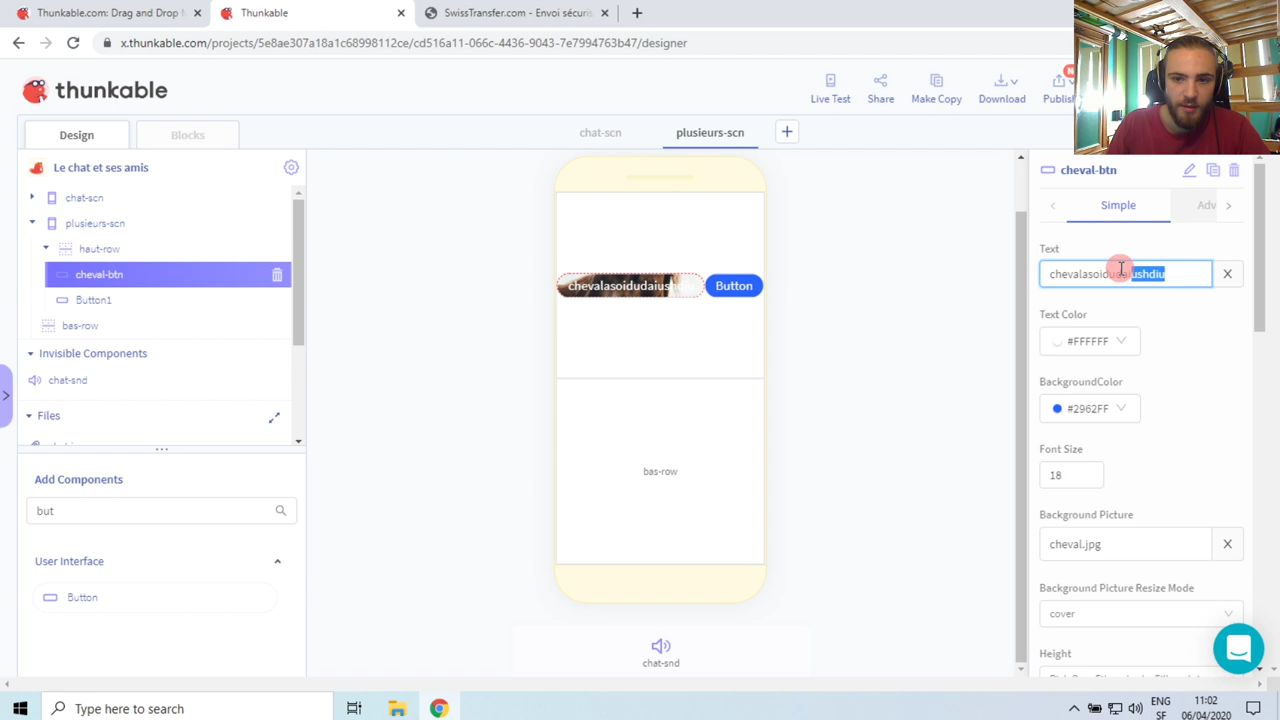 Thunkable.com: Drag and Drop M
Thunkable
SwissTransfer.com - Envoi sécuris
x.thunkable.com/projects/5e8ae307a18a1c68998112ce/cd516a11-066c-4436-9043-7e7994763b47/designer
thunkable
Live Test
Share
Make Copy
Download
Publish
N
Design
Blocks
chat-scn
plusieurs-scn
Le chat et ses amis
chat-scn
plusieurs-scn
haut-row
cheval-btn
Button1
bas-row
Invisible Components
chat-snd
Files
Add Components
but
User Interface
Button
chevalasoidudaiushdiu
Button
bas-row
chat-snd
cheval-btn
Simple
Adv
Text
chevalasoidudaiushdiu
Text Color
#FFFFFF
BackgroundColor
#2962FF
Font Size
18
Background Picture
cheval.jpg
Background Picture Resize Mode
cover
Height
Type here to search
ENG
SF
11:02
06/04/2020